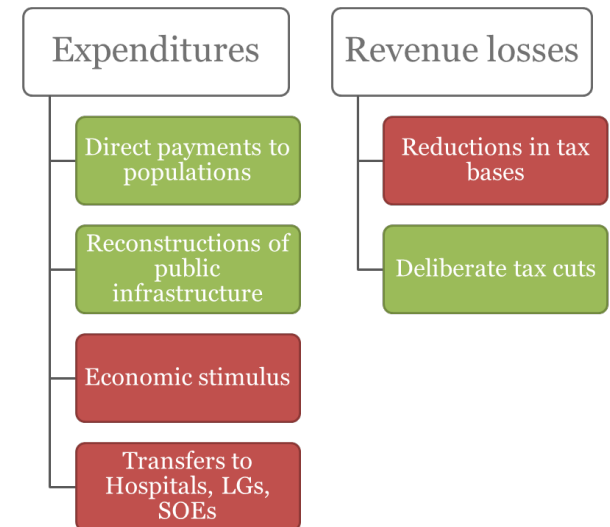 Expenditures
Direct payments to
populations
Reconstructions of
public
infrastructure
Economic stimulus
Transfers to
Hospitals, LGs,
SOEs
Revenue losses
Reductions in tax
bases
Deliberate tax cuts